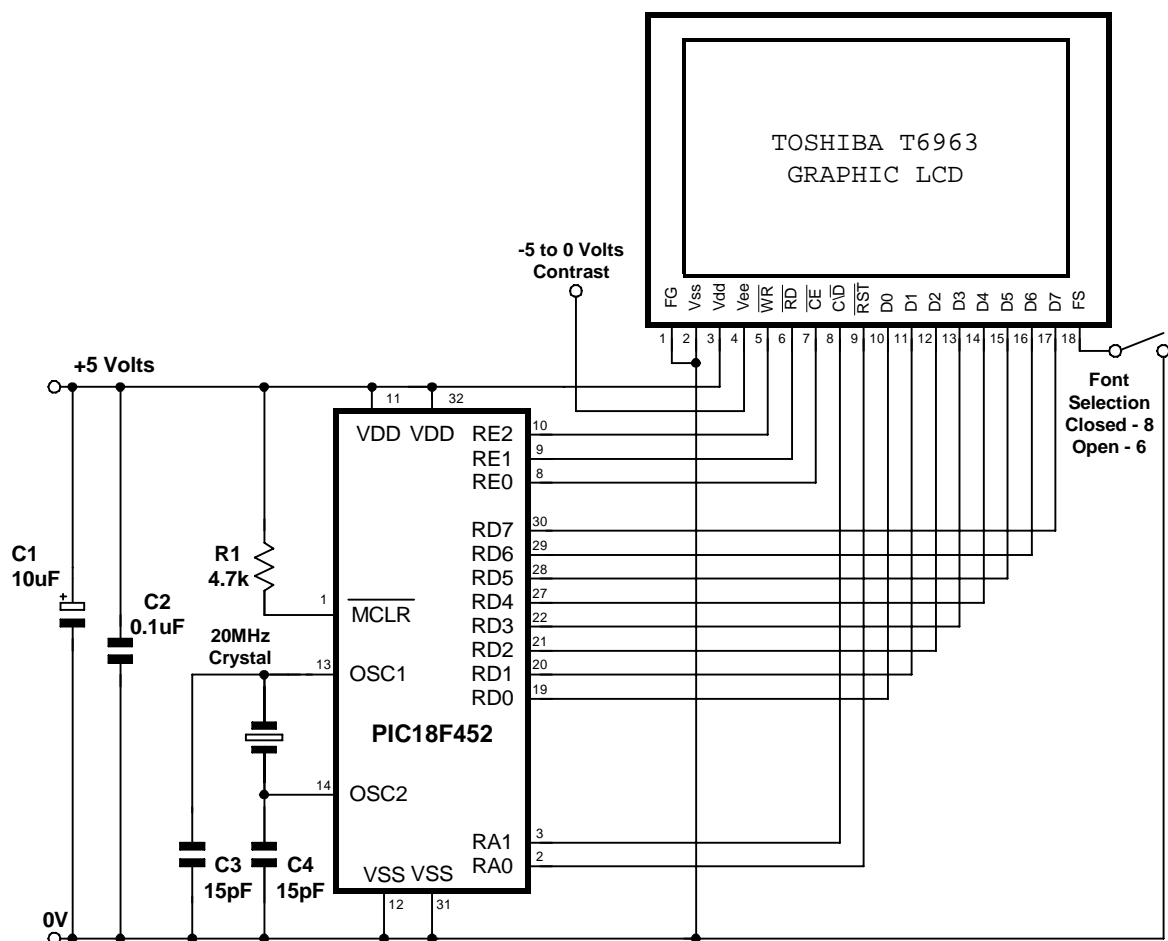 TOSHIBA T6963
GRAPHIC LCD
-5 to 0 Volts
Contrast
FG Vss Vdd Vee WR RD CE C\D RST D0 D1 D2 D3 D4 D5 D6 D7 FS
1 2 3 4 5 6 7 8 9 10 11 12 13 14 15 16 17 18
Font
Selection
Closed - 8
Open - 6
+5 Volts
11 32
VDD VDD
RE2 10
RE1 9
RE0 8
RD7 30
RD6 29
RD5 28
RD4 27
RD3 22
RD2 21
RD1 20
RD0 19
C1
10uF
+
C2
0.1uF
R1
4.7k
1 MCLR
20MHz
Crystal
13 OSC1
PIC18F452
14 OSC2
RA1 3
RA0 2
C3
15pF
C4
15pF
VSS VSS
12 31
0V